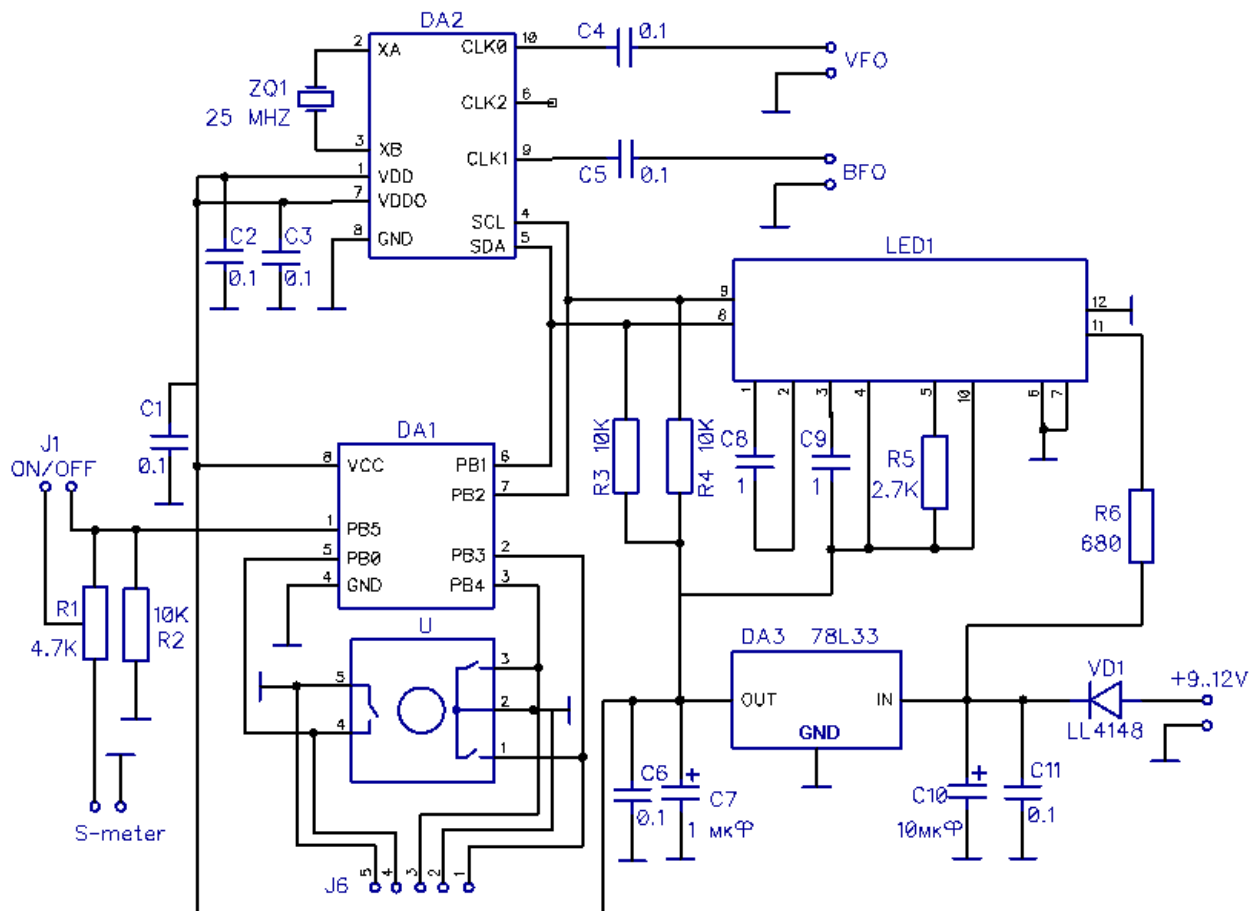 DA2
2 XA
CLK0 10
C4 0.1
VFO
ZQ1
25 MHZ
CLK2 6
3 XB
CLK1 9
C5 0.1
BFO
1 VDD
7 VDDO
SCL 4
SDA 5
8 GND
C2
0.1
C3
0.1
LED1
9
8
12
11
1
2
3
4
5
10
6
7
C1
0.1
J1
ON/OFF
DA1
8 VCC
PB1 6
PB2 7
1 PB5
5 PB0
PB3 2
4 GND
PB4 3
R3 10K
R4 10K
C8
1
C9
1
R5
2.7K
R6
680
R1
4.7K
10K
R2
U
5
4
3
2
1
DA3 78L33
OUT
IN
GND
VD1
LL4148
+9..12V
C6
0.1
+
C7
1 мкФ
+
C10
10мкФ
C11
0.1
S-meter
J6
5
4
3
2
1